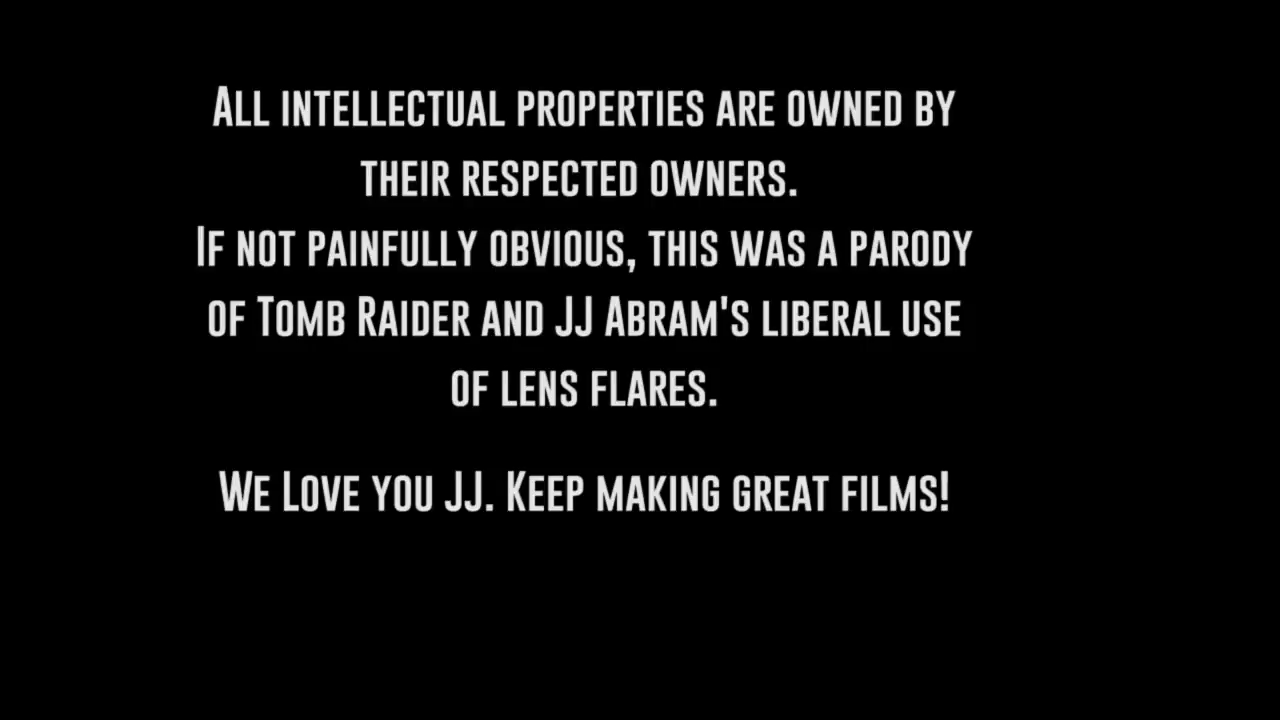 All intellectual properties are owned by
their respected owners.
If not painfully obvious, this was a parody
of Tomb Raider and JJ Abram's liberal use
of lens flares.
We Love you JJ. Keep making great films!